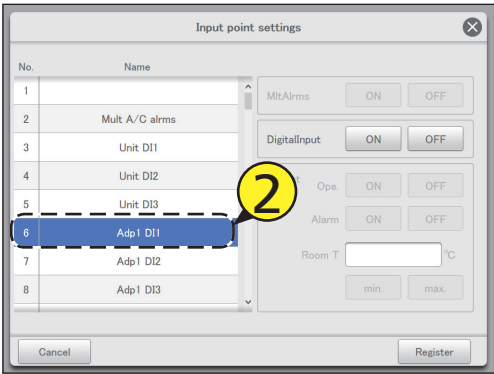 Input point settings
No. Name
1
2 Mult A/C alrms
3 Unit DI1
4 Unit DI2
5 Unit DI3
6 Adp1 DI1
7 Adp1 DI2
8 Adp1 DI3
MltAlrms ON OFF
DigitalInput ON OFF
2
Ope. ON OFF
Alarm ON OFF
Room T °C
min. max.
Cancel Register